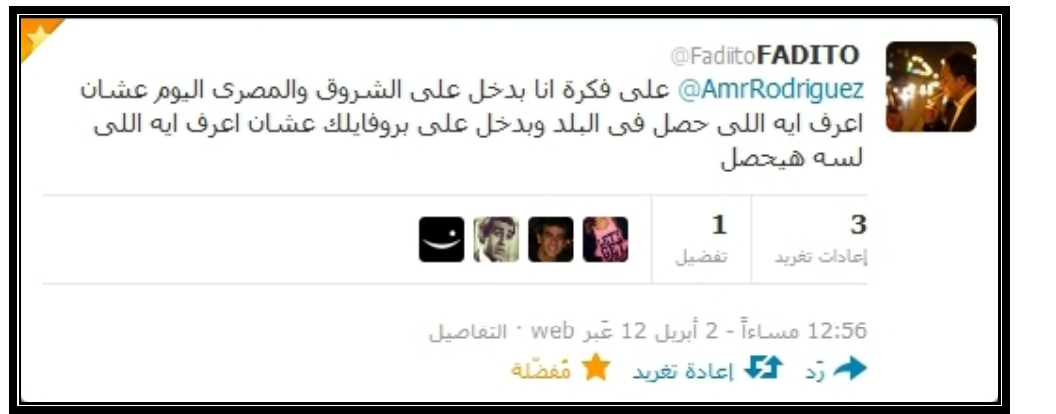 FADITO @Fadiito
@AmrRodriguez على فكرة انا بدخل على الشروق والمصرى اليوم عشان
اعرف ايه اللى حصل فى البلد وبدخل على بروفايلك عشان اعرف ايه اللى
لسه هيحصل
3 1
إعادات تغريد تفضيل
12:56 مساءاً - 2 أبريل 12 عَبر web · التفاصيل
رَد إعادة تغريد مُفضّلة